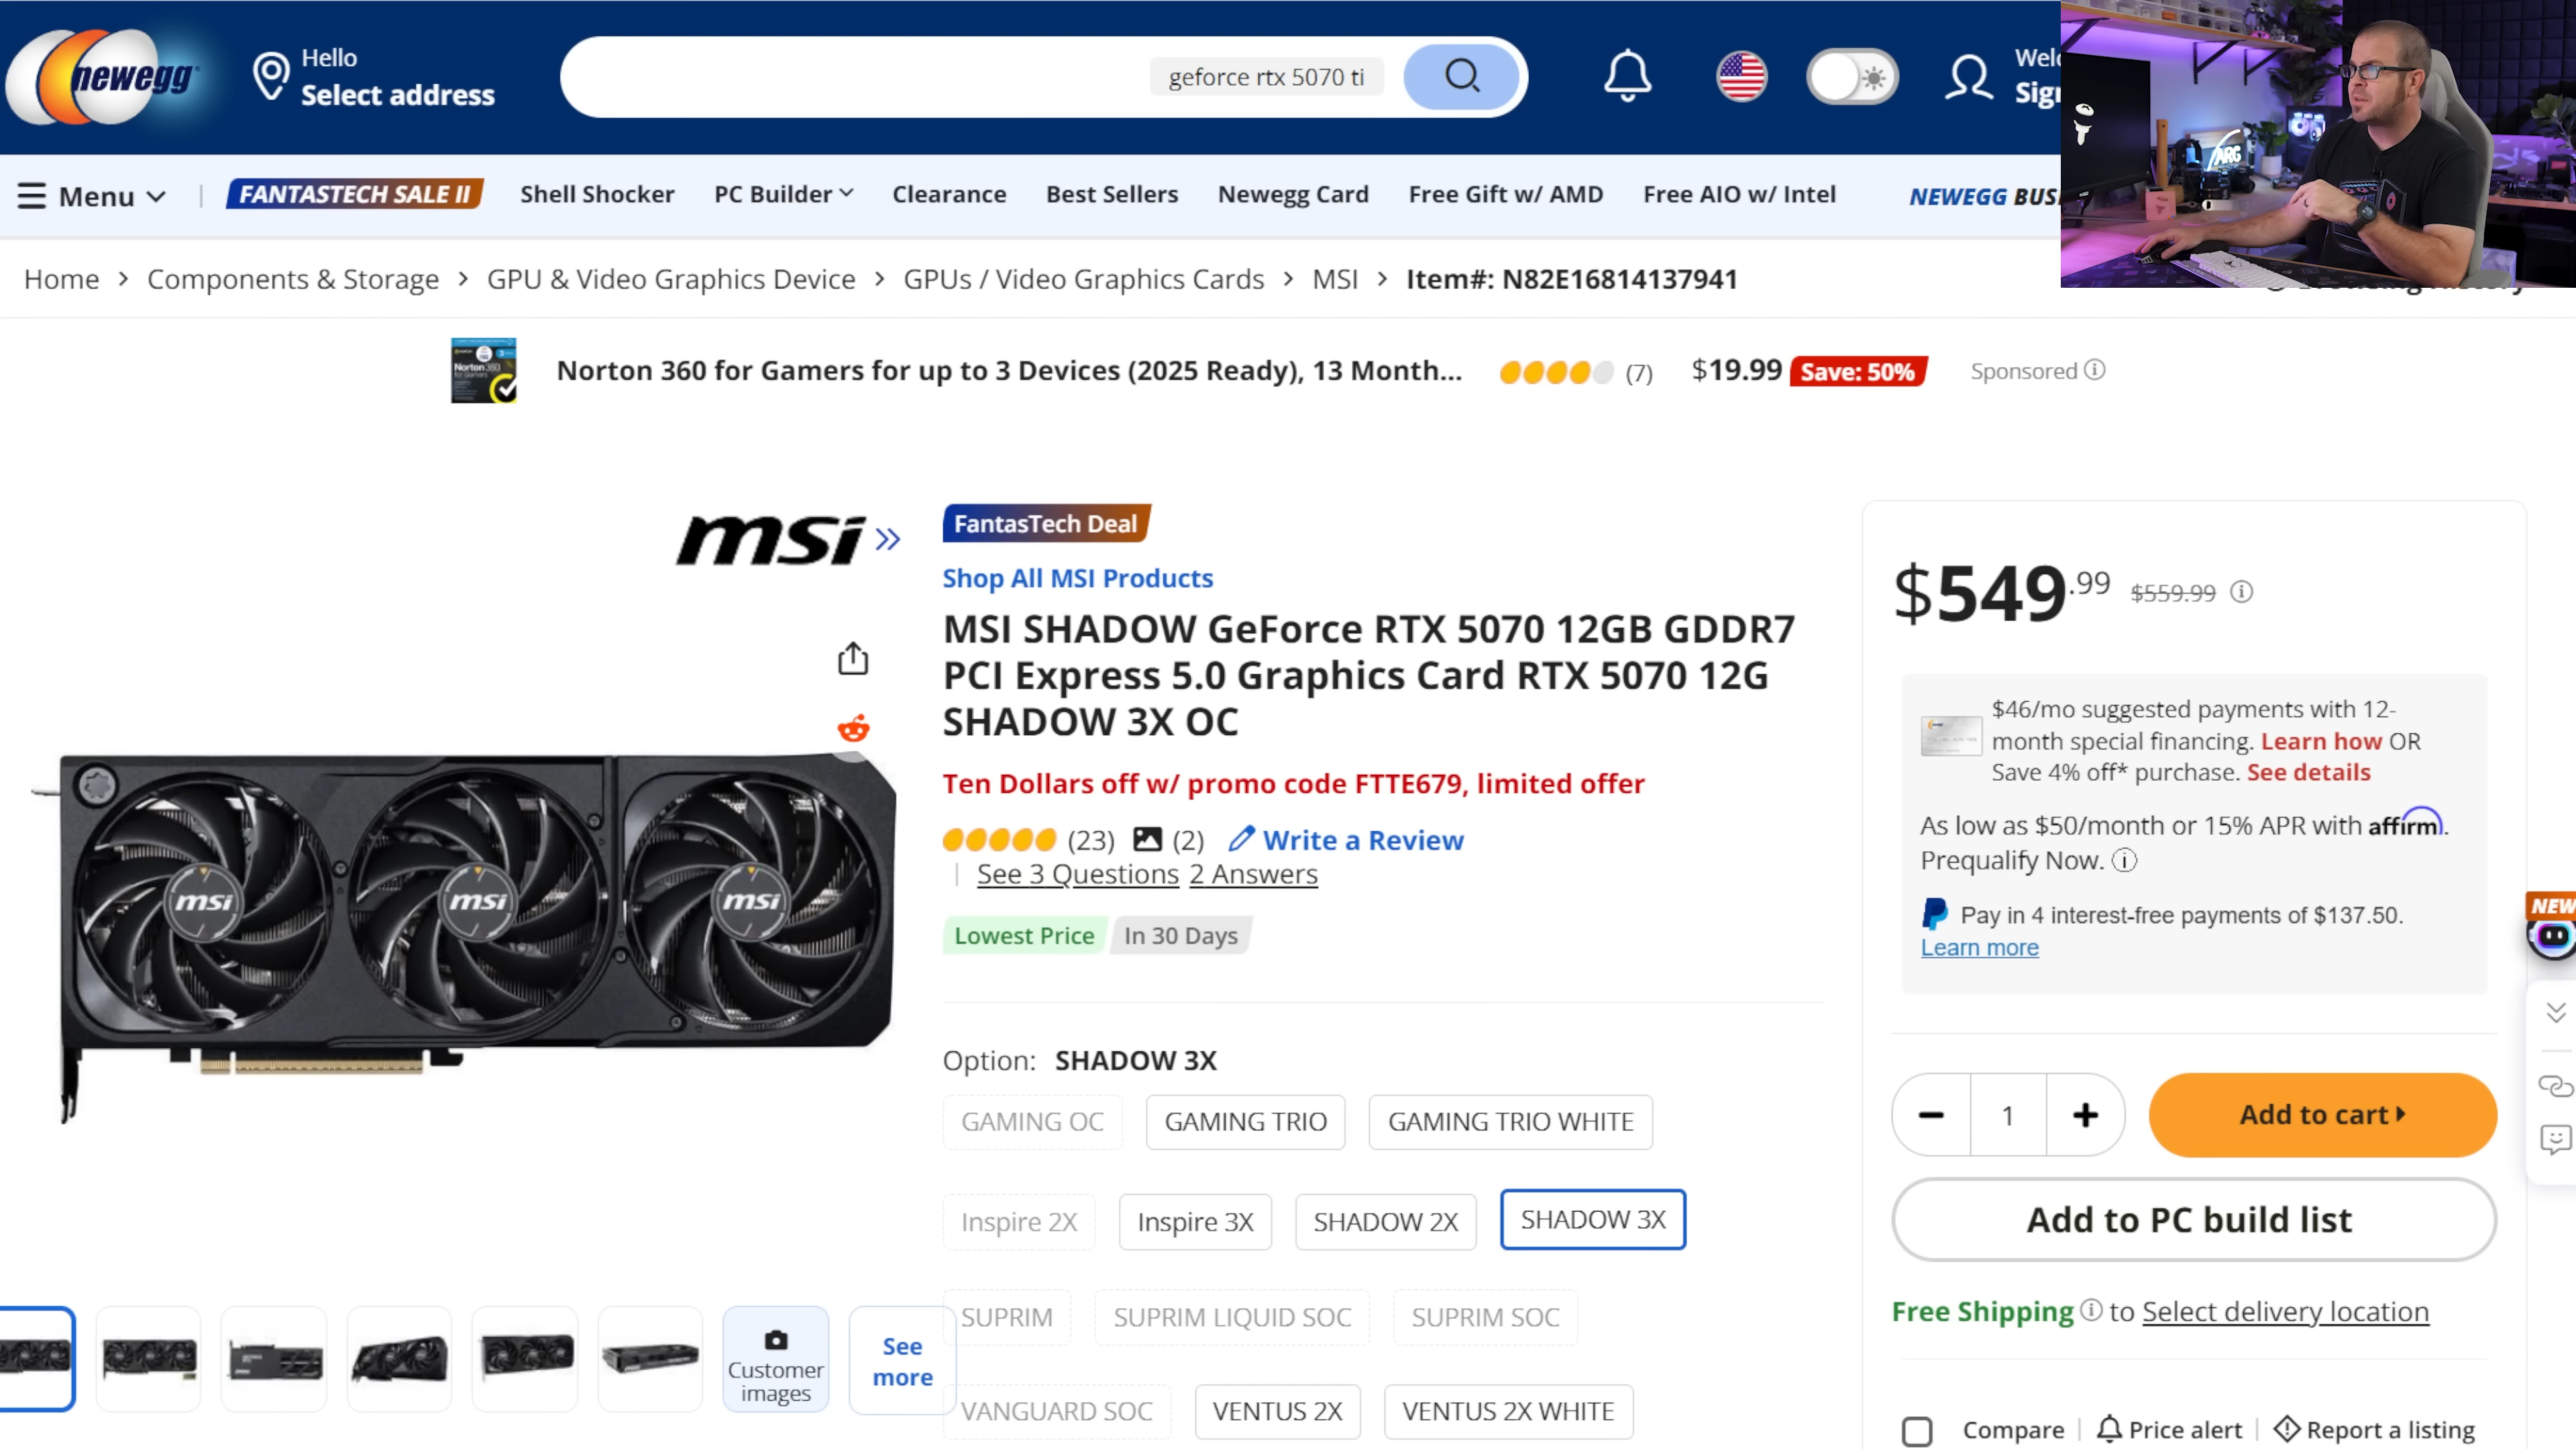 newegg
Hello
Select address
geforce rtx 5070 ti
Menu
FANTASTECH SALE II
Shell Shocker
PC Builder
Clearance
Best Sellers
Newegg Card
Free Gift w/ AMD
Free AIO w/ Intel
NEWEGG
ARG
Home > Components & Storage > GPU & Video Graphics Device > GPUs / Video Graphics Cards > MSI > Item#: N82E16814137941
Norton 360 for Gamers for up to 3 Devices (2025 Ready), 13 Month... (7) $19.99 Save: 50% Sponsored
msi
FantasTech Deal
Shop All MSI Products
MSI SHADOW GeForce RTX 5070 12GB GDDR7
PCI Express 5.0 Graphics Card RTX 5070 12G
SHADOW 3X OC
Ten Dollars off w/ promo code FTTE679, limited offer
(23) (2) Write a Review
See 3 Questions 2 Answers
Lowest Price In 30 Days
msi msi msi
Option: SHADOW 3X
GAMING OC GAMING TRIO GAMING TRIO WHITE
Inspire 2X Inspire 3X SHADOW 2X SHADOW 3X
SUPRIM SUPRIM LIQUID SOC SUPRIM SOC
VANGUARD SOC VENTUS 2X VENTUS 2X WHITE
Customer
images
See
more
$549.99 $559.99
$46/mo suggested payments with 12-
month special financing. Learn how OR
Save 4% off* purchase. See details
As low as $50/month or 15% APR with affirm.
Prequalify Now.
Pay in 4 interest-free payments of $137.50.
Learn more
1
Add to cart
Add to PC build list
Free Shipping to Select delivery location
Compare Price alert Report a listing
NEW